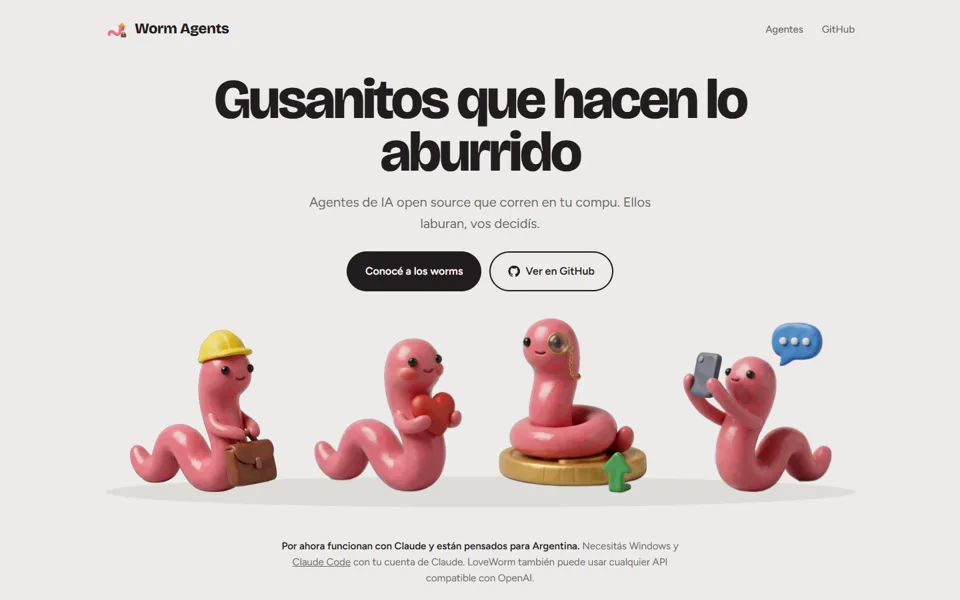 Worm Agents
Agentes
GitHub
Gusanitos que hacen lo
aburrido
Agentes de IA open source que corren en tu compu. Ellos
laburan, vos decidís.
Conocé a los worms
Ver en GitHub
Por ahora funcionan con Claude y están pensados para Argentina. Necesitás Windows y
Claude Code con tu cuenta de Claude. LoveWorm también puede usar cualquier API
compatible con OpenAI.